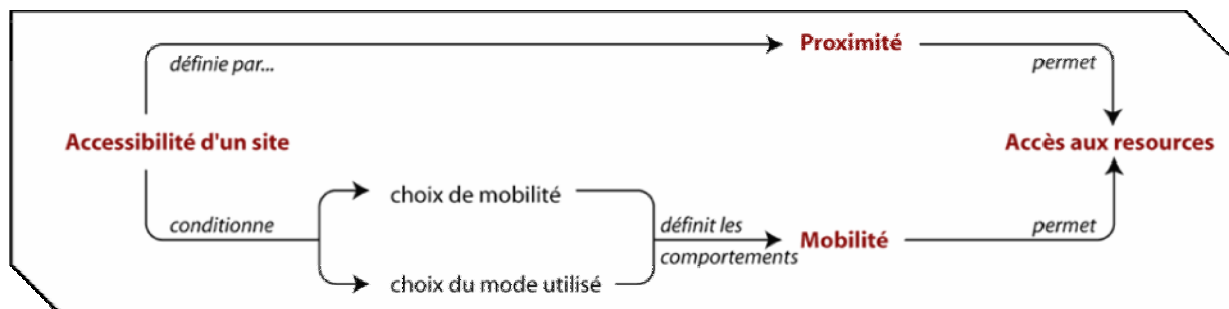 Proximité
définie par...
permet
Accessibilité d'un site
Accès aux resources
choix de mobilité
conditionne
définit les
comportements
Mobilité
permet
choix du mode utilisé